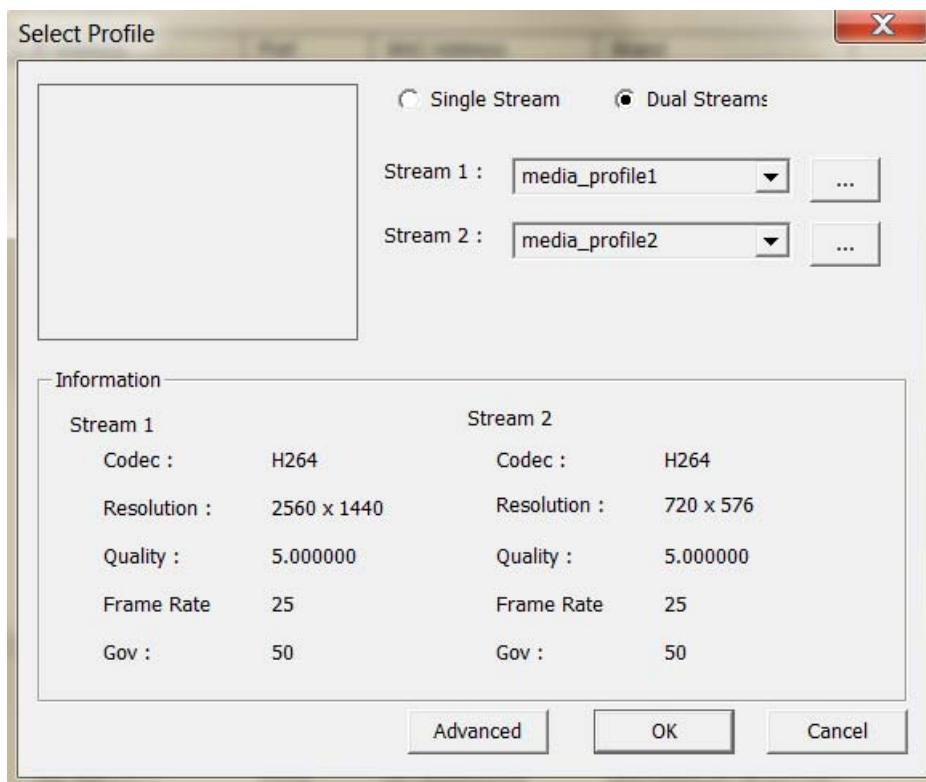 Select Profile
Single Stream
Dual Streams
Stream 1 :
media_profile1
...
Stream 2 :
media_profile2
...
Information
Stream 1
Codec :
H264
Resolution :
2560 x 1440
Quality :
5.000000
Frame Rate
25
Gov :
50
Stream 2
Codec :
H264
Resolution :
720 x 576
Quality :
5.000000
Frame Rate
25
Gov :
50
Advanced
OK
Cancel